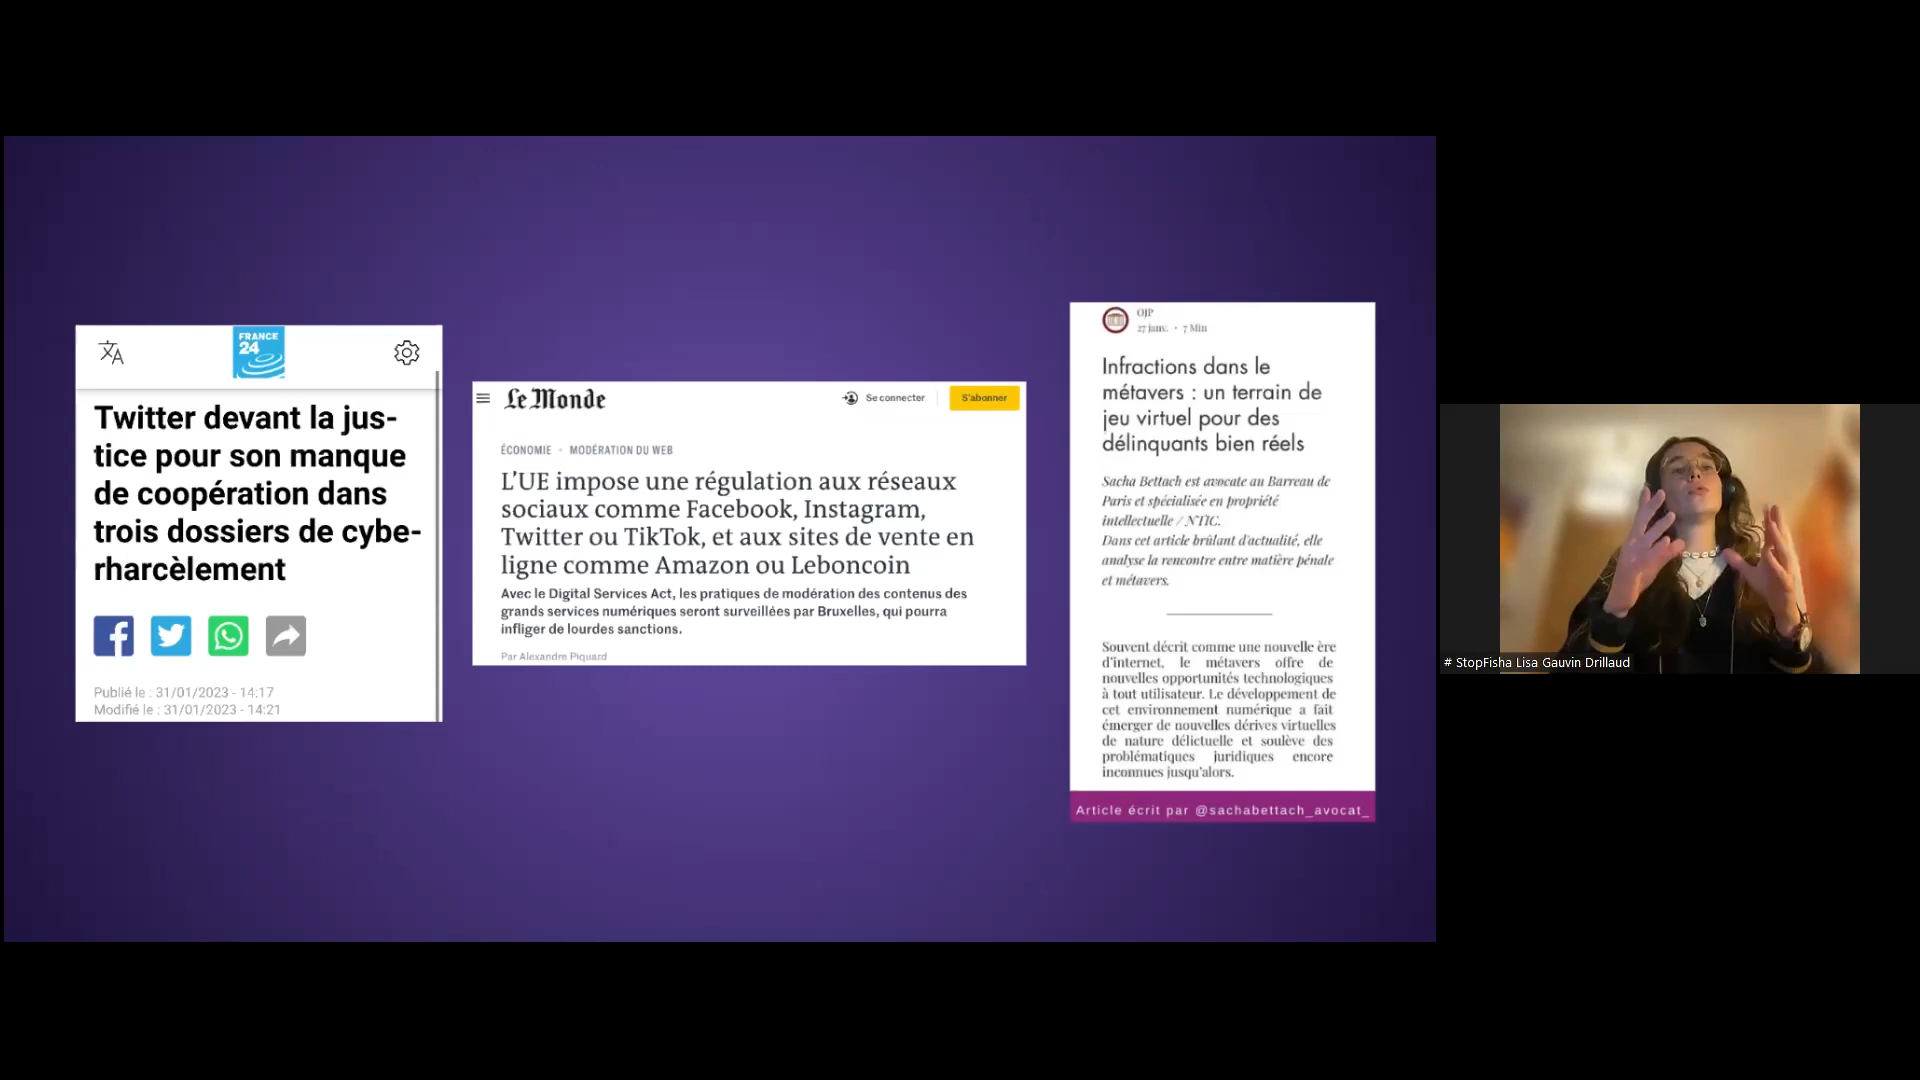 FRANCE
24
Twitter devant la jus-
tice pour son manque
de coopération dans
trois dossiers de cybe-
rharcèlement
Publié le : 31/01/2023 - 14:17
Modifié le : 31/01/2023 - 14:21
Le Monde
Se connecter
S'abonner
ÉCONOMIE • MODÉRATION DU WEB
L'UE impose une régulation aux réseaux
sociaux comme Facebook, Instagram,
Twitter ou TikTok, et aux sites de vente en
ligne comme Amazon ou Leboncoin
Avec le Digital Services Act, les pratiques de modération des contenus des
grands services numériques seront surveillées par Bruxelles, qui pourra
infliger de lourdes sanctions.
Par Alexandre Piquard
OJP
27 janv. • 7 Min
Infractions dans le
métavers : un terrain de
jeu virtuel pour des
délinquants bien réels
Sacha Bettach est avocate au Barreau de
Paris et spécialisée en propriété
intellectuelle / NTIC.
Dans cet article brûlant d'actualité, elle
analyse la rencontre entre matière pénale
et métavers.
Souvent décrit comme une nouvelle ère
d'internet, le métavers offre de
nouvelles opportunités technologiques
à tout utilisateur. Le développement de
cet environnement numérique a fait
émerger de nouvelles dérives virtuelles
de nature délictuelle et soulève des
problématiques juridiques encore
inconnues jusqu'alors.
Article écrit par @sachabettach_avocat_
# StopFisha Lisa Gauvin Drillaud